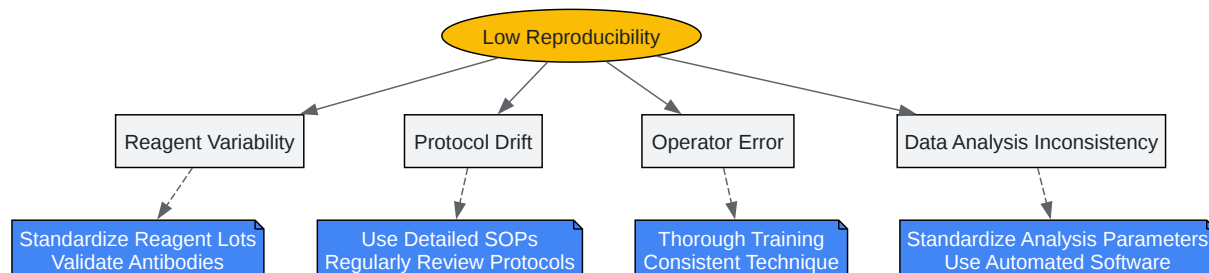 Low Reproducibility
Reagent Variability
Protocol Drift
Operator Error
Data Analysis Inconsistency
Standardize Reagent Lots
Validate Antibodies
Use Detailed SOPs
Regularly Review Protocols
Thorough Training
Consistent Technique
Standardize Analysis Parameters
Use Automated Software